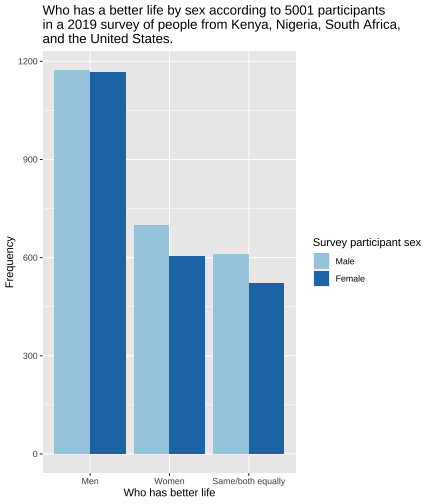 Who has a better life by sex according to 5001 participants
in a 2019 survey of people from Kenya, Nigeria, South Africa,
and the United States.
1200
900
600
300
0
Frequency
Men
Women
Same/both equally
Who has better life
Survey participant sex
Male
Female